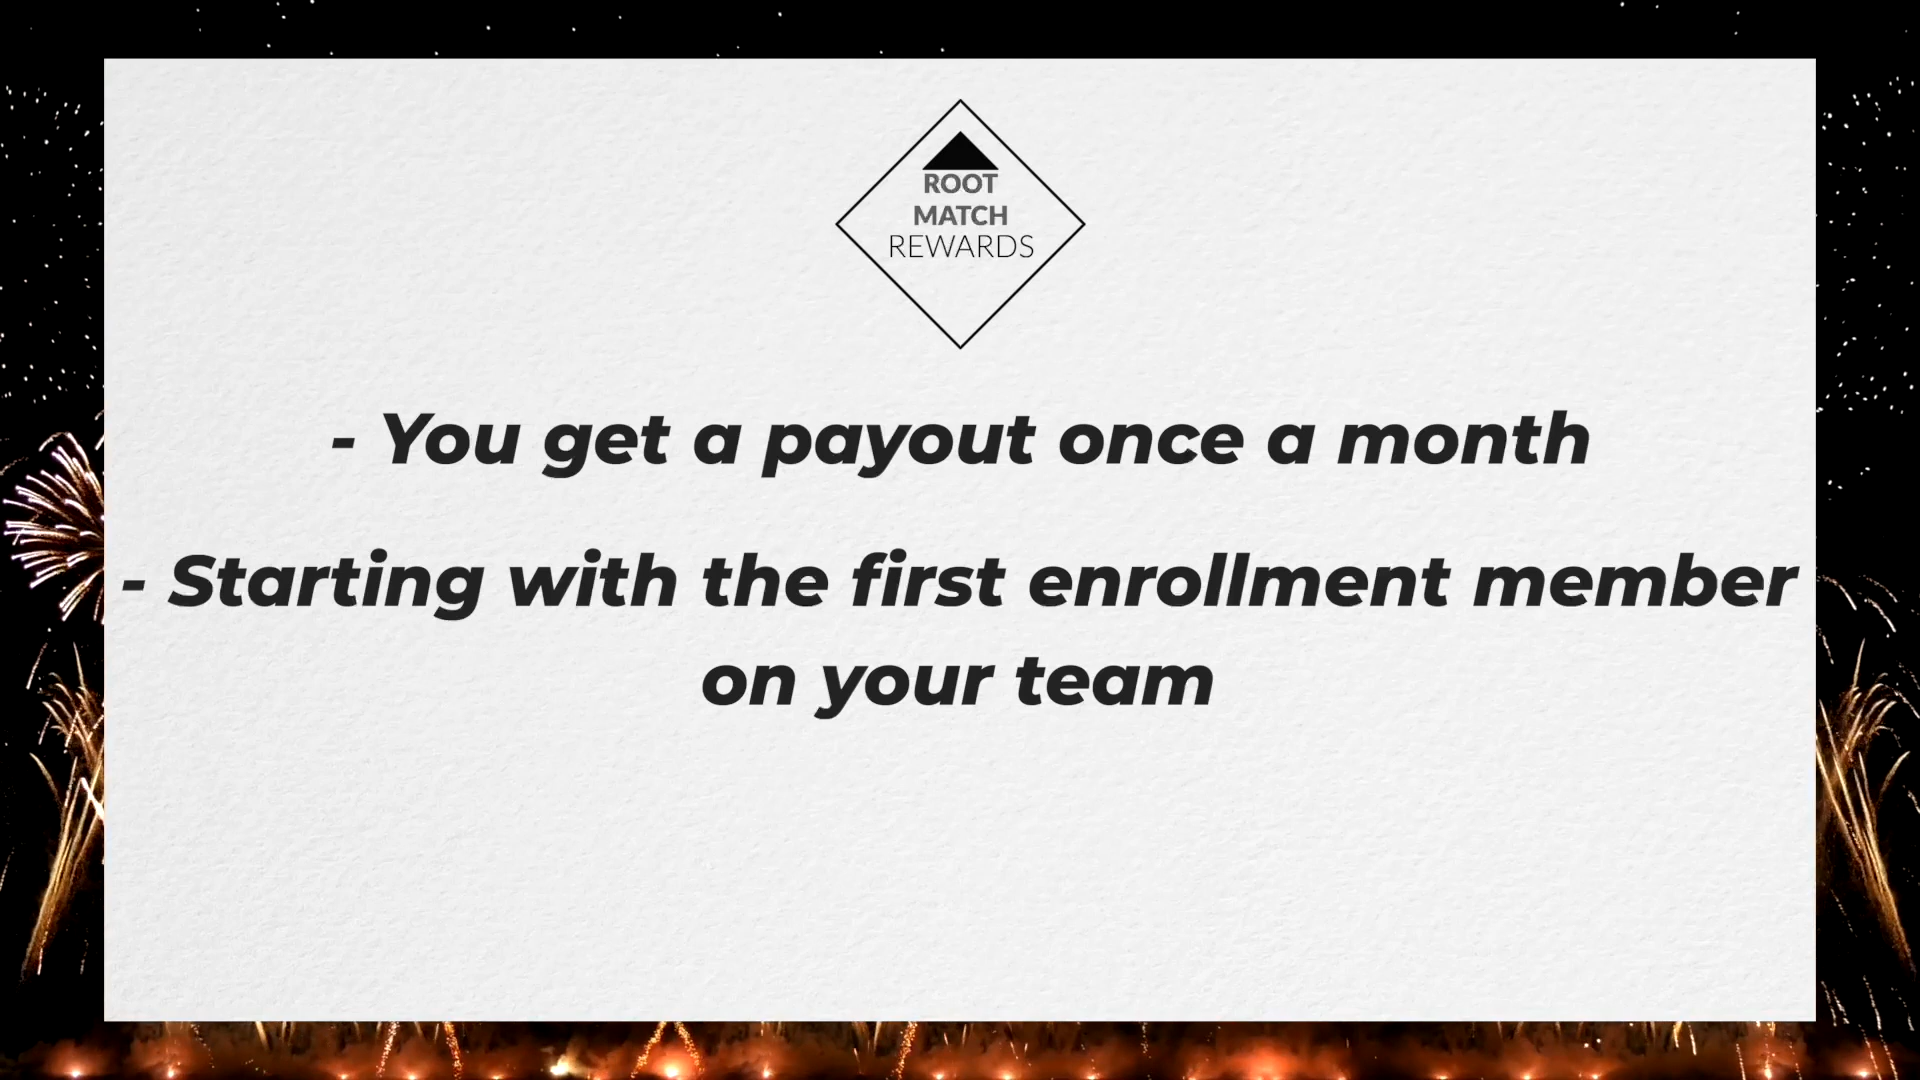 ROOT
MATCH
REWARDS
- You get a payout once a month
- Starting with the first enrollment member
on your team